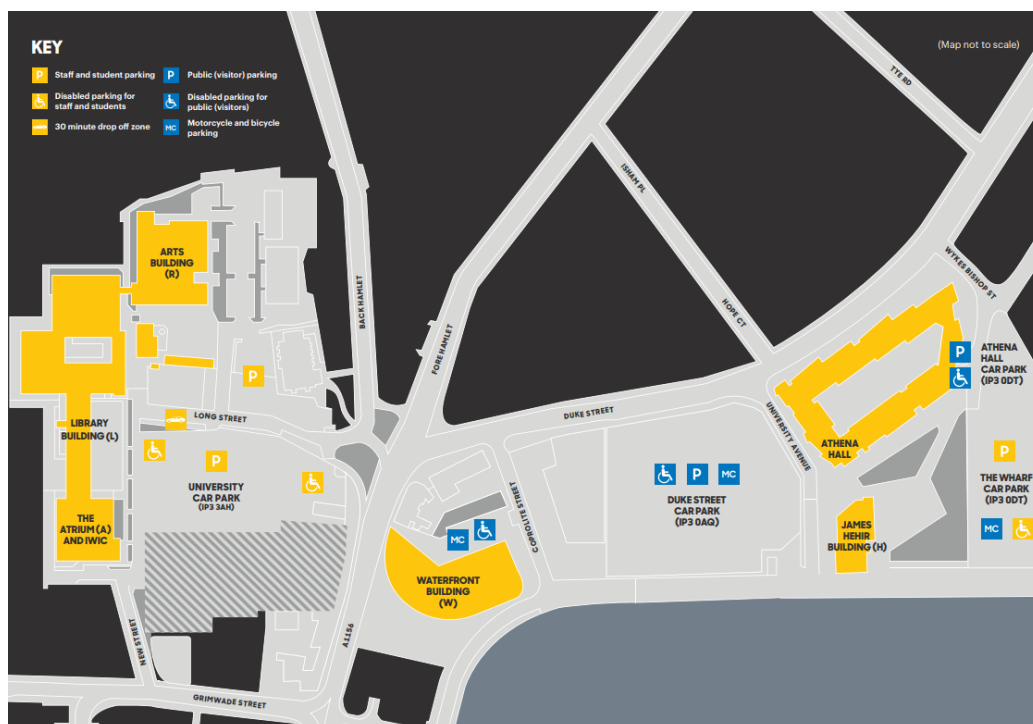 KEY
(Map not to scale)
P Staff and student parking
P Public (visitor) parking
Disabled parking for
staff and students
Disabled parking for
public (visitors)
30 minute drop off zone
MC Motorcycle and bicycle
parking
TYE RD
ISHAM PL
ARTS
BUILDING
(R)
WYKES BISHOP ST
BACK HAMLET
HOPE CT
FORE HAMLET
P
ATHENA
HALL
CAR PARK
(IP3 0DT)
P
LONG STREET
DUKE STREET
UNIVERSITY AVENUE
LIBRARY
BUILDING (L)
ATHENA
HALL
P
P
UNIVERSITY
CAR PARK
(IP3 3AH)
P
MC
DUKE STREET
CAR PARK
(IP3 0AQ)
THE WHARF
CAR PARK
(IP3 0DT)
MC
COPROLITE STREET
THE
ATRIUM (A)
AND IWIC
MC
JAMES
HEHIR
BUILDING (H)
WATERFRONT
BUILDING
(W)
NEW STREET
A1156
GRIMWADE STREET